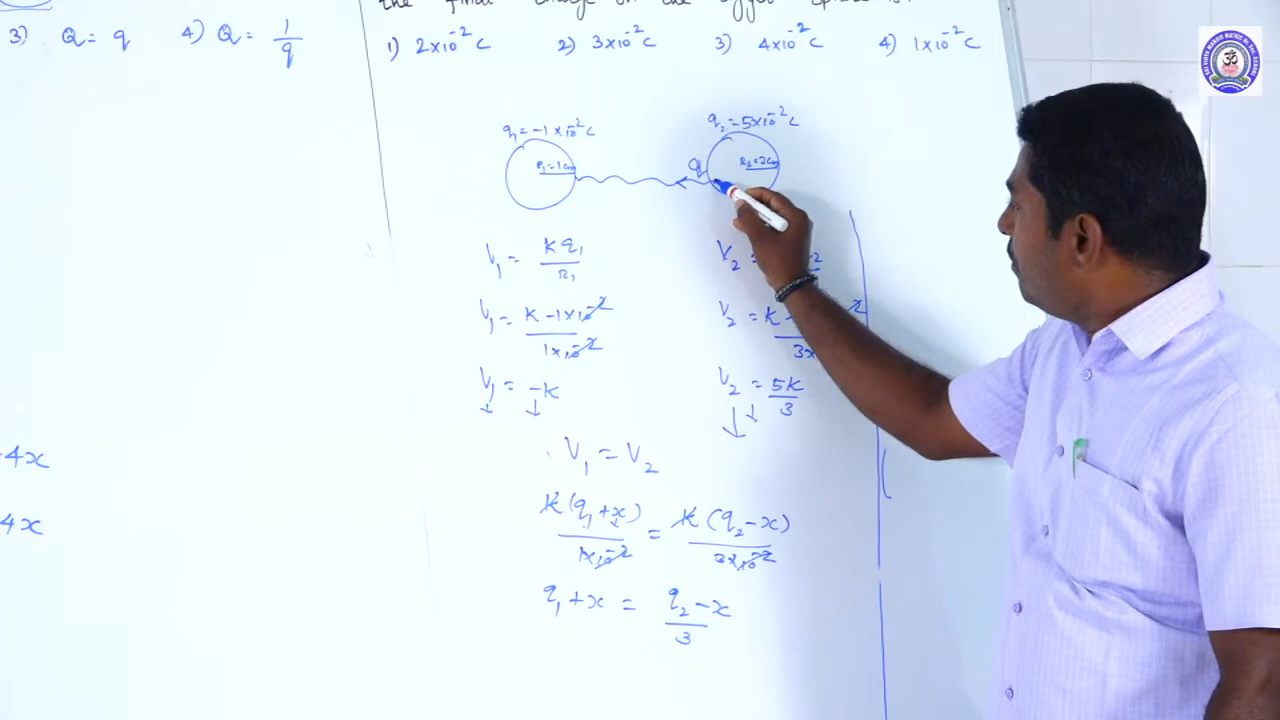 3) Q = q 4) Q = 1/q
the final charge on the bigger sphere is?
1) 2×10⁻² C 2) 3×10⁻² C 3) 4×10⁻² C 4) 1×10⁻² C
q₁ = -1×10⁻² C q₂ = 5×10⁻² C
R₁ = 1cm
V₁ = Kq₁/R₁
V₂ =
V₁ = K -1×10⁻²/1×10⁻²
V₂ = K
V₁ = -K
V₂ = 5K/3
V₁ = V₂
K(q₁+x)/1×10⁻² = K(q₂-x)/3×10⁻²
q₁+x = q₂-x/3
4x
4x